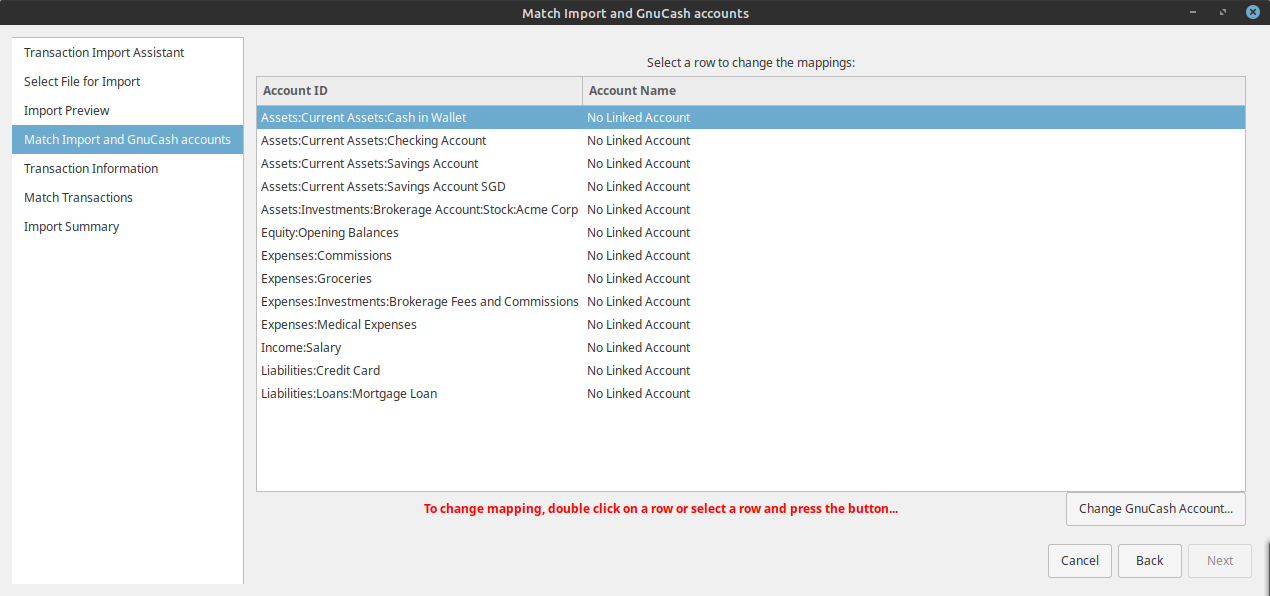 Match Import and GnuCash accounts
Transaction Import Assistant
Select File for Import
Import Preview
Match Import and GnuCash accounts
Transaction Information
Match Transactions
Import Summary
Select a row to change the mappings:
Account ID Account Name
Assets:Current Assets:Cash in Wallet No Linked Account
Assets:Current Assets:Checking Account No Linked Account
Assets:Current Assets:Savings Account No Linked Account
Assets:Current Assets:Savings Account SGD No Linked Account
Assets:Investments:Brokerage Account:Stock:Acme Corp No Linked Account
Equity:Opening Balances No Linked Account
Expenses:Commissions No Linked Account
Expenses:Groceries No Linked Account
Expenses:Investments:Brokerage Fees and Commissions No Linked Account
Expenses:Medical Expenses No Linked Account
Income:Salary No Linked Account
Liabilities:Credit Card No Linked Account
Liabilities:Loans:Mortgage Loan No Linked Account
To change mapping, double click on a row or select a row and press the button...
Change GnuCash Account...
Cancel Back Next